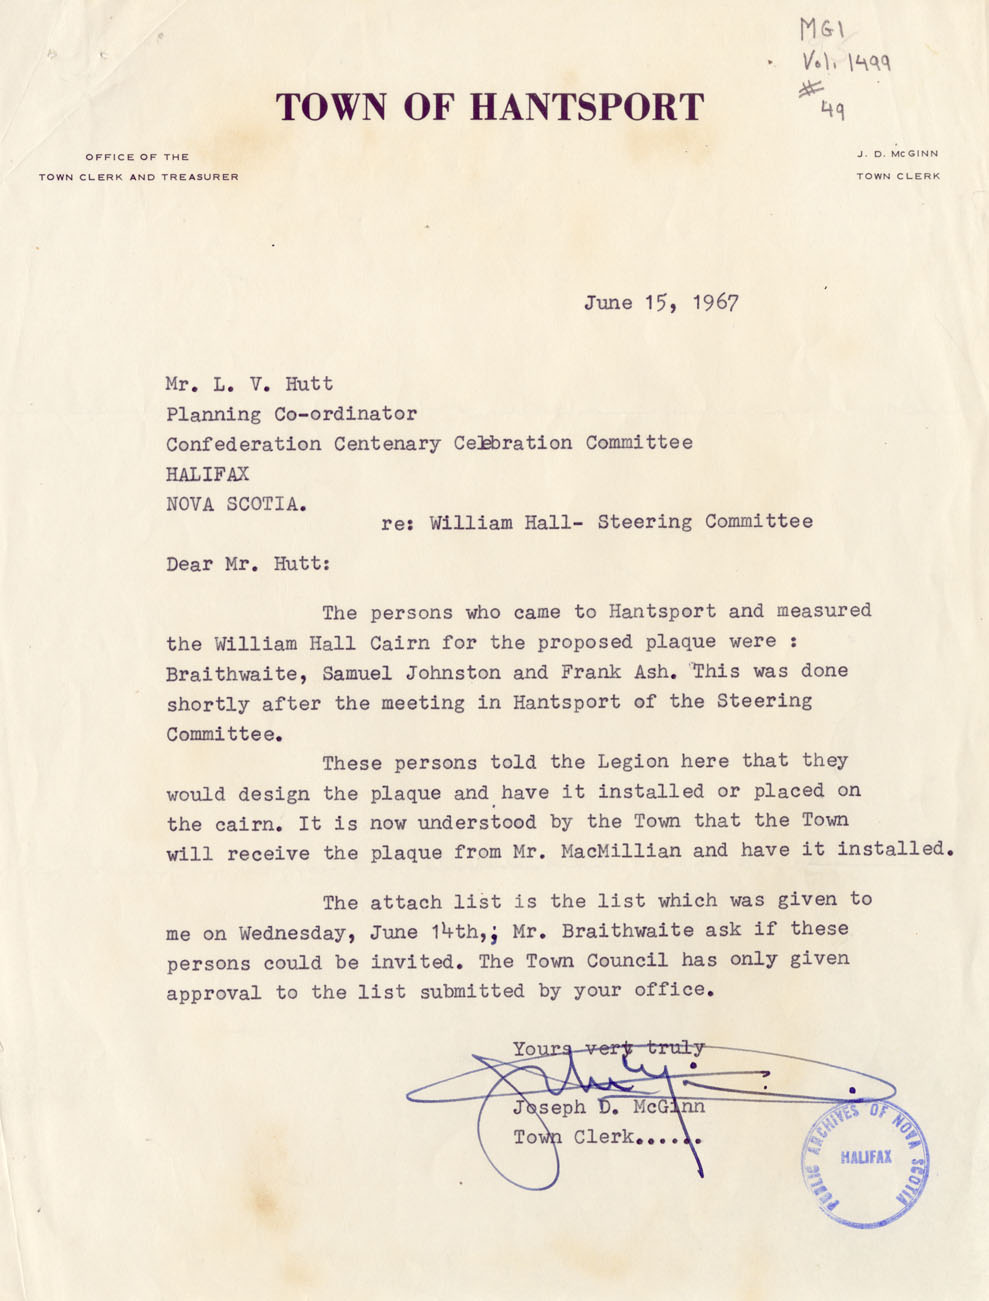 MG1
Vol. 1499
#
49
TOWN OF HANTSPORT
OFFICE OF THE
TOWN CLERK AND TREASURER
J. D. McGINN
TOWN CLERK
June 15, 1967
Mr. L. V. Hutt
Planning Co-ordinator
Confederation Centenary Celebration Committee
HALIFAX
NOVA SCOTIA.
re: William Hall- Steering Committee
Dear Mr. Hutt:
The persons who came to Hantsport and measured
the William Hall Cairn for the proposed plaque were :
Braithwaite, Samuel Johnston and Frank Ash. This was done
shortly after the meeting in Hantsport of the Steering
Committee.
These persons told the Legion here that they
would design the plaque and have it installed or placed on
the cairn. It is now understood by the Town that the Town
will receive the plaque from Mr. MacMillian and have it installed.
The attach list is the list which was given to
me on Wednesday, June 14th,; Mr. Braithwaite ask if these
persons could be invited. The Town Council has only given
approval to the list submitted by your office.
Yours very truly
Joseph D. McGinn
Town Clerk......
PUBLIC ARCHIVES OF NOVA SCOTIA
HALIFAX